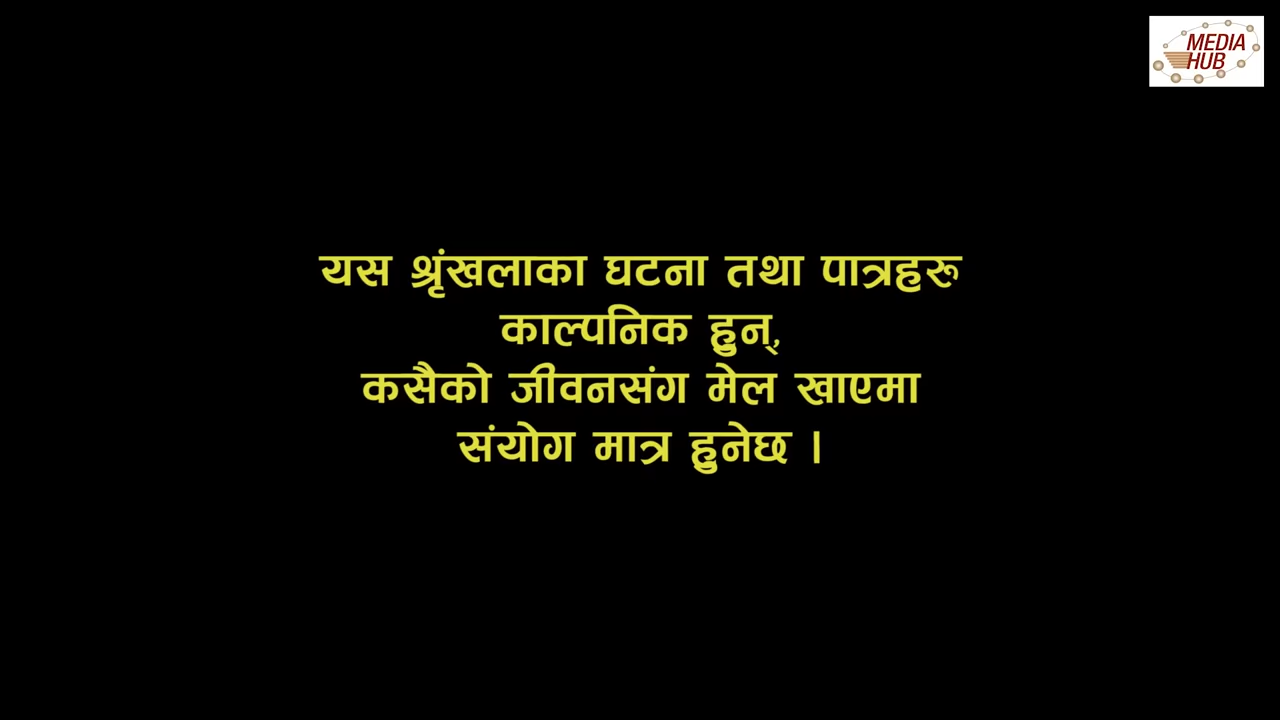 MEDIA
HUB
यस श्रृंखलाका घटना तथा पात्रहरू
काल्पनिक हुन्,
कसैको जीवनसंग मेल खाएमा
संयोग मात्र हुनेछ ।